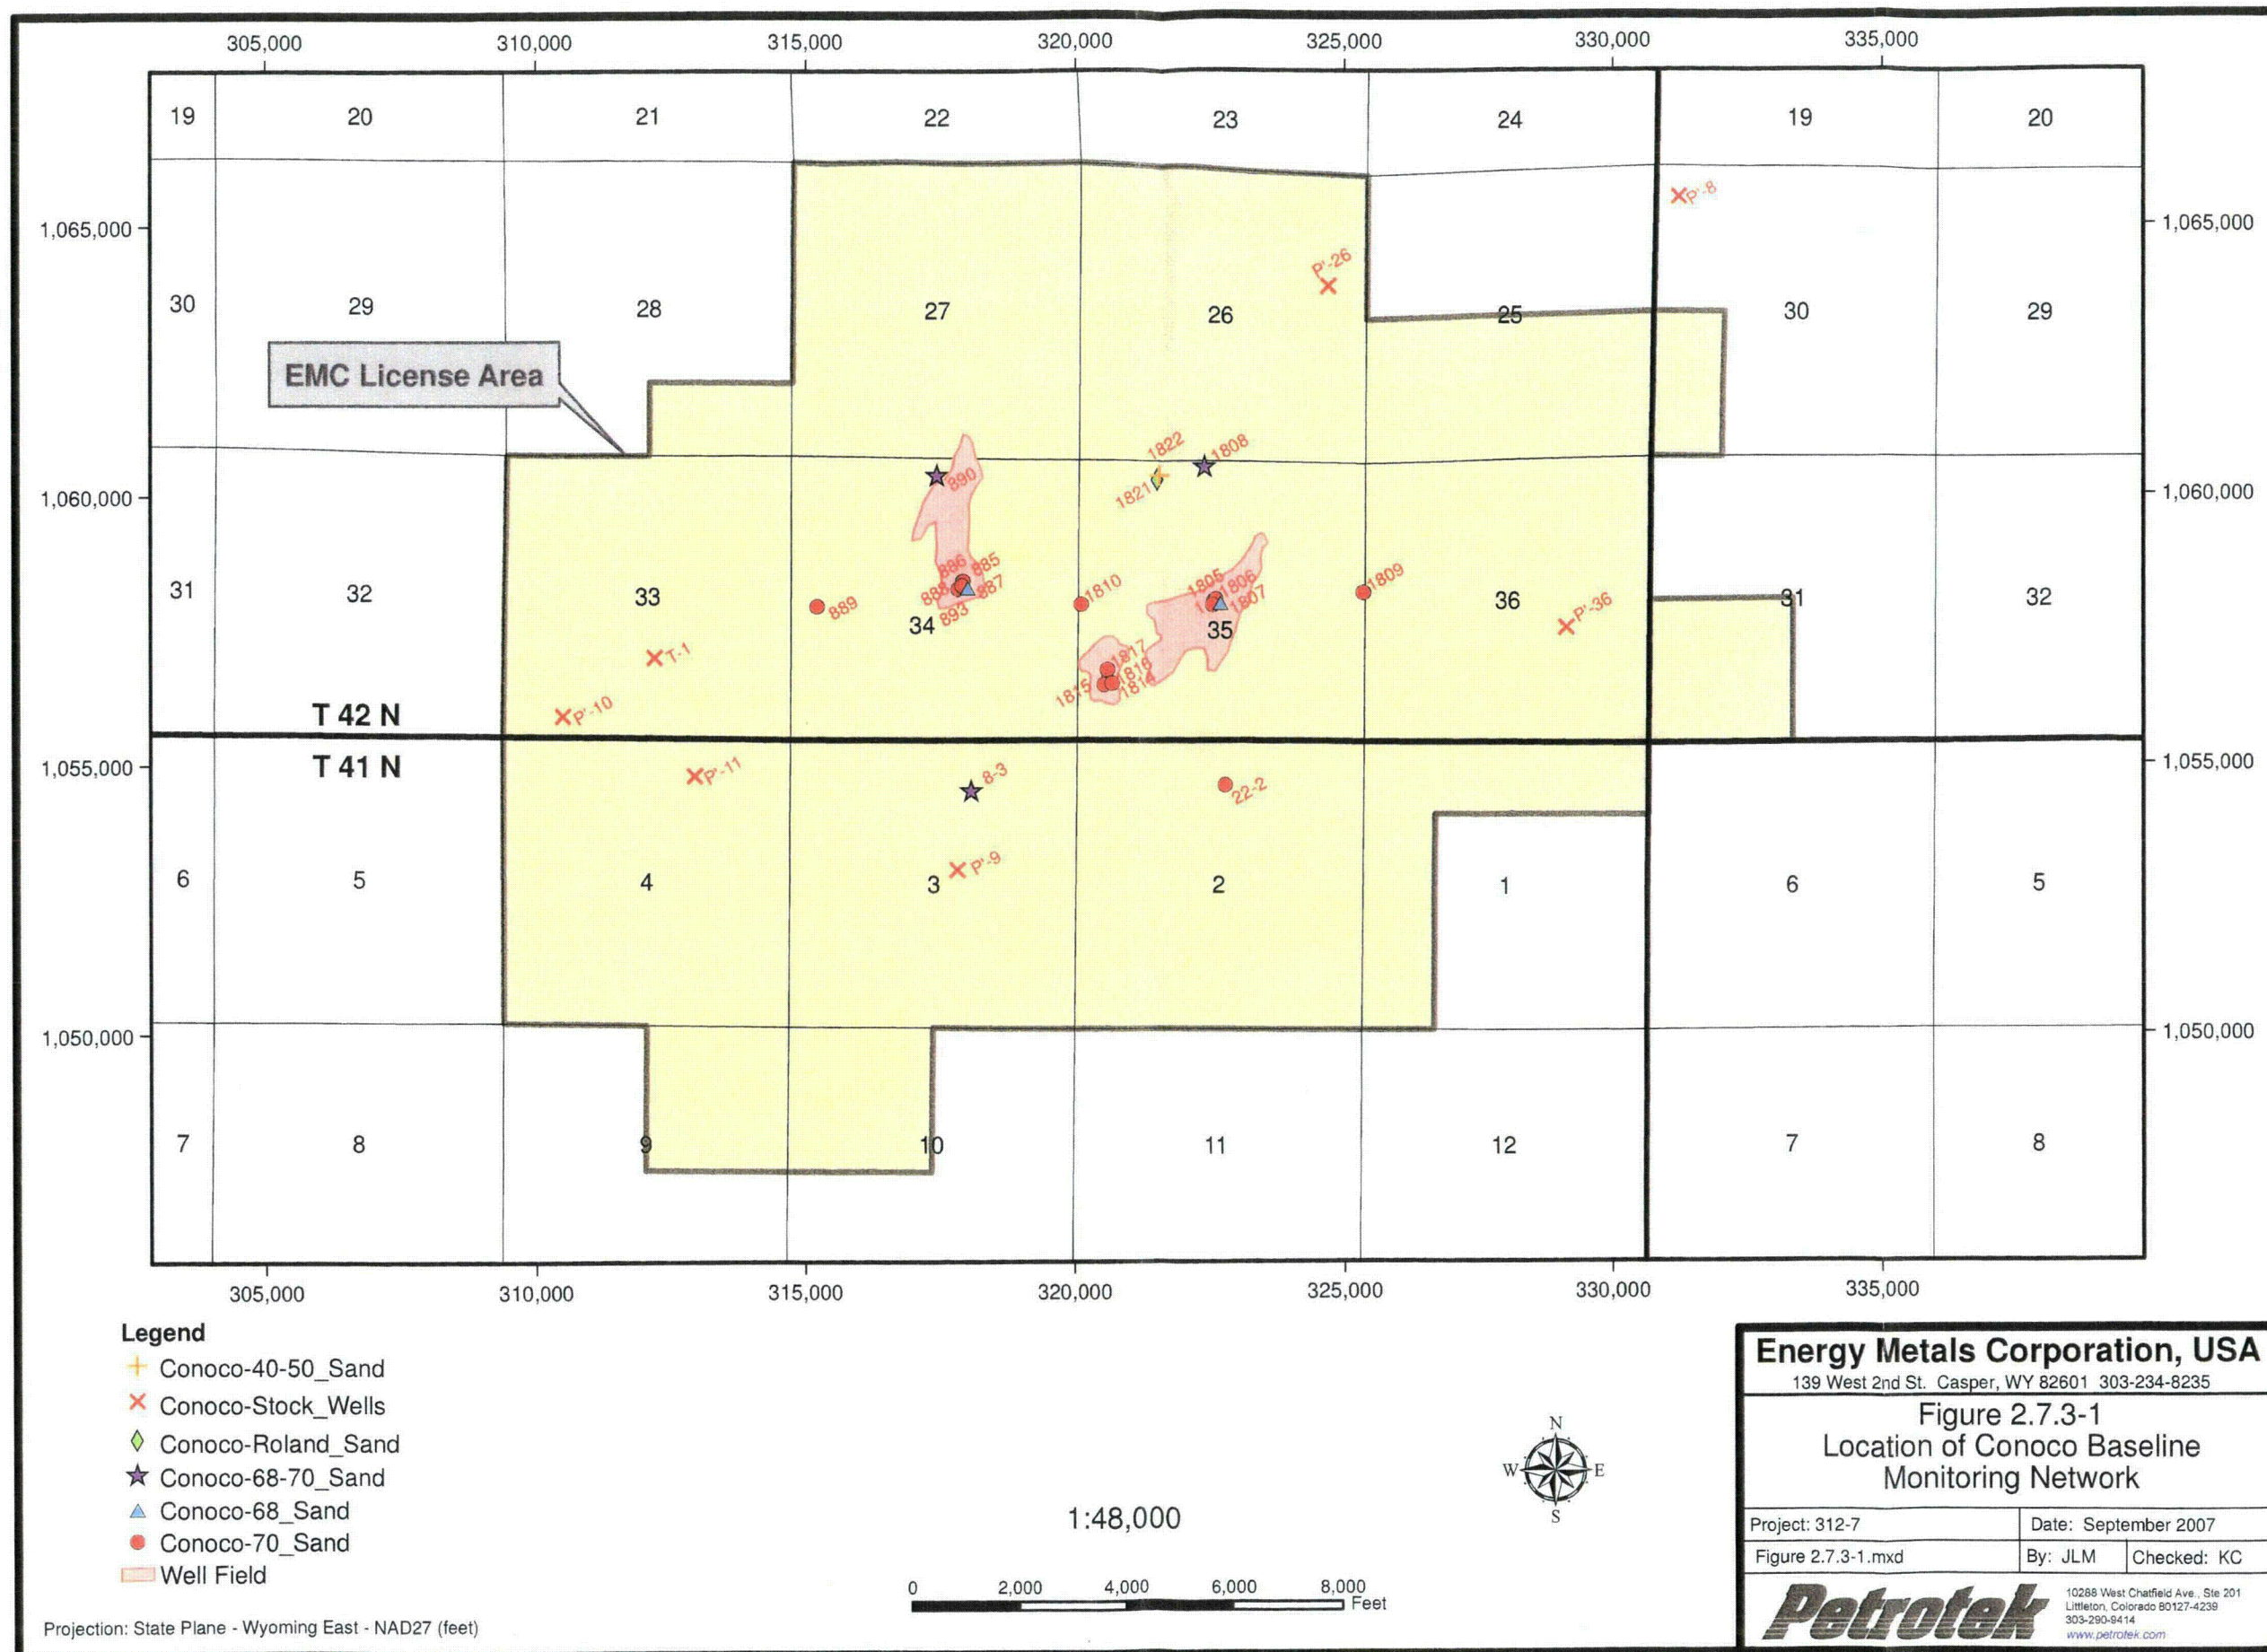 305,000 310,000 315,000 320,000 325,000 330,000 335,000
19 20 21 22 23 24 19 20
P'-8
1,065,000 1,065,000
P'-26
30 29 28 27 26 25 30 29
EMC License Area
1822 1808
890
1821
1,060,000 1,060,000
886 885
888 887
893
889
1810
1805 1806
1807
1809
P'-36
31 32 33 34 35 36 31 32
T-1
1817
1816
1815 1814
P'-10
T 42 N
T 41 N
1,055,000 1,055,000
P'-11
8-3
22-2
P'-9
6 5 4 3 2 1 6 5
1,050,000 1,050,000
7 8 9 10 11 12 7 8
305,000 310,000 315,000 320,000 325,000 330,000 335,000
Legend
Conoco-40-50_Sand
Conoco-Stock_Wells
Conoco-Roland_Sand
Conoco-68-70_Sand
Conoco-68_Sand
Conoco-70_Sand
Well Field
Projection: State Plane - Wyoming East - NAD27 (feet)
1:48,000
0 2,000 4,000 6,000 8,000
Feet
N
W E
S
Energy Metals Corporation, USA
139 West 2nd St. Casper, WY 82601 303-234-8235
Figure 2.7.3-1
Location of Conoco Baseline
Monitoring Network
Project: 312-7 Date: September 2007
Figure 2.7.3-1.mxd By: JLM Checked: KC
Petrotek
10288 West Chatfield Ave., Ste 201
Littleton, Colorado 80127-4239
303-290-9414
www.petrotek.com